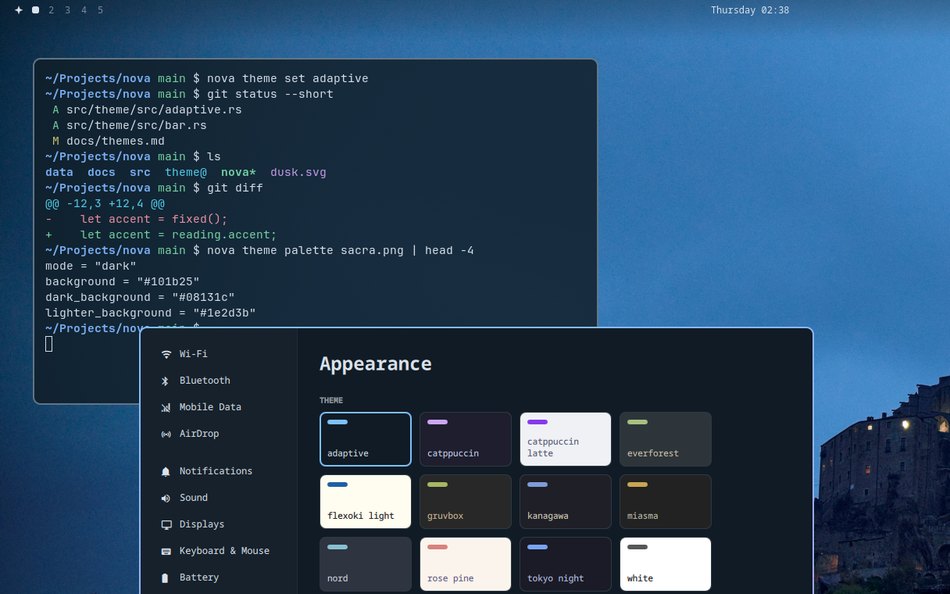 2 3 4 5
Thursday 02:38
~/Projects/nova main $ nova theme set adaptive
~/Projects/nova main $ git status --short
A src/theme/src/adaptive.rs
A src/theme/src/bar.rs
M docs/themes.md
~/Projects/nova main $ ls
data docs src theme@ nova* dusk.svg
~/Projects/nova main $ git diff
@@ -12,3 +12,4 @@
-    let accent = fixed();
+    let accent = reading.accent;
~/Projects/nova main $ nova theme palette sacra.png | head -4
mode = "dark"
background = "#101b25"
dark_background = "#08131c"
lighter_background = "#1e2d3b"
~/Projects/nova main $
Wi-Fi
Bluetooth
Mobile Data
AirDrop
Notifications
Sound
Displays
Keyboard & Mouse
Battery
Appearance
THEME
adaptive
catppuccin
catppuccin
latte
everforest
flexoki light
gruvbox
kanagawa
miasma
nord
rose pine
tokyo night
white